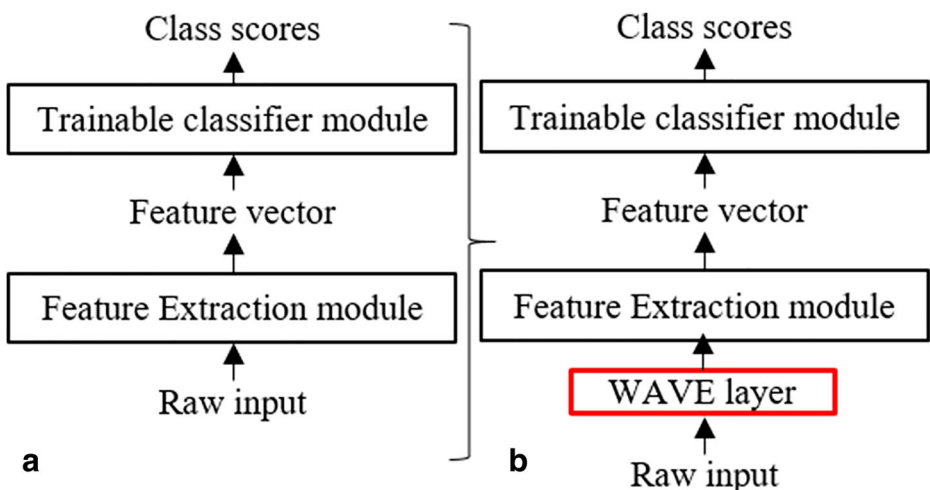 Class scores
Trainable classifier module
Feature vector
Feature Extraction module
Raw input
a
Class scores
Trainable classifier module
Feature vector
Feature Extraction module
WAVE layer
Raw input
b